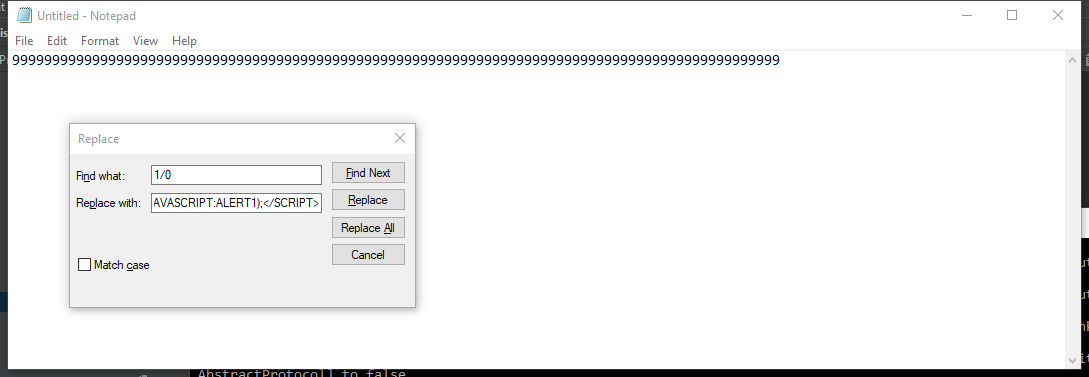 Untitled - Notepad
File Edit Format View Help
999999999999999999999999999999999999999999999999999999999999999999999999999999999999999999999999
Replace
Find what: 1/0 Find Next
Replace with: AVASCRIPT:ALERT1);</SCRIPT> Replace
Replace All
Cancel
Match case
AbstractProtocol] to false